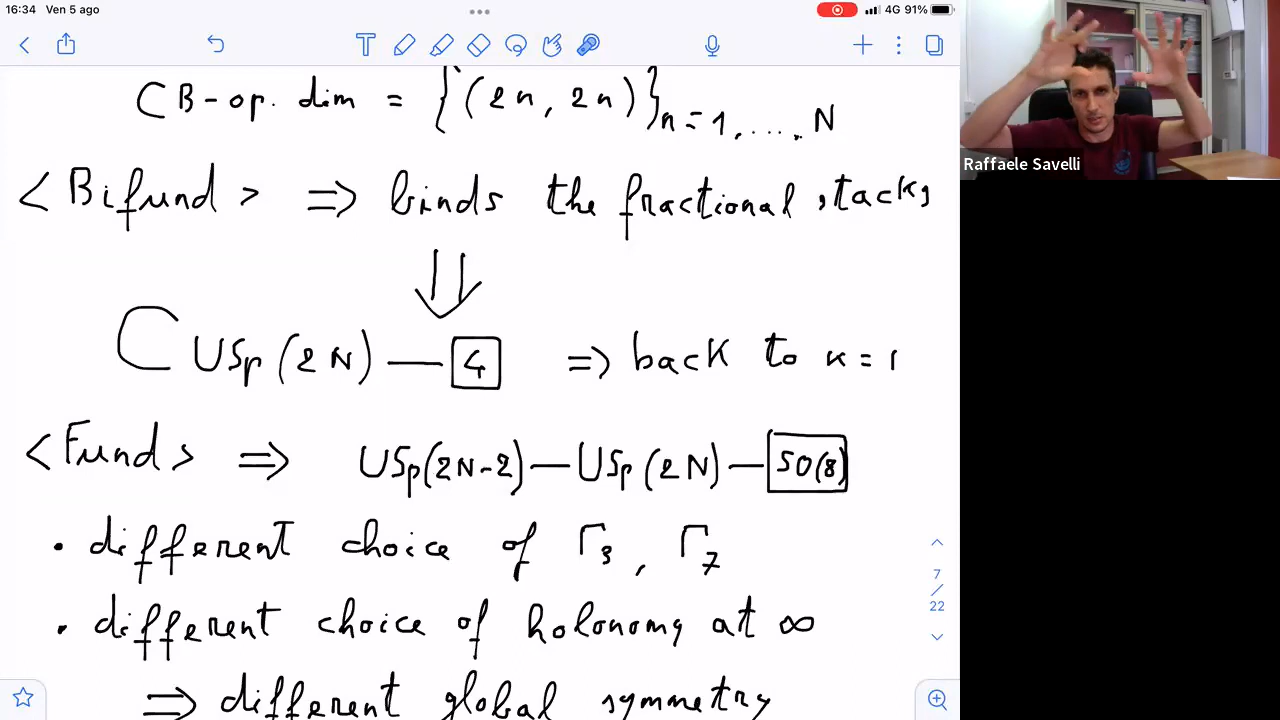 16:34 Ven 5 ago
4G 91%
CB-op. dim = {(2n, 2n)}n=1,....,N
<Bifund> ⇒ binds the fractional stacks
⇓
USp(2N) — 4 ⇒ back to n=1
<Fund> ⇒ USp(2N-2) — USp(2N) — SO(8)
• different choice of Γ3, Γ7
• different choice of holonomy at ∞
⇒ different global symmetry
7
/
22
Raffaele Savelli